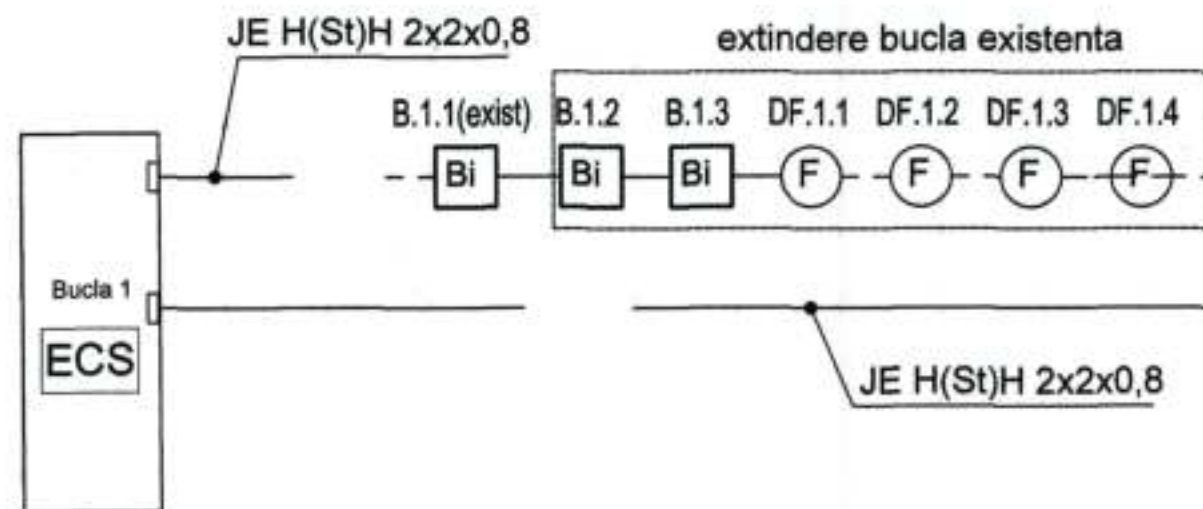 JE H(St)H 2x2x0,8
extindere bucla existenta
B.1.1(exist) B.1.2 B.1.3 DF.1.1 DF.1.2 DF.1.3 DF.1.4
Bi Bi Bi F F F F
Bucla 1
ECS
JE H(St)H 2x2x0,8